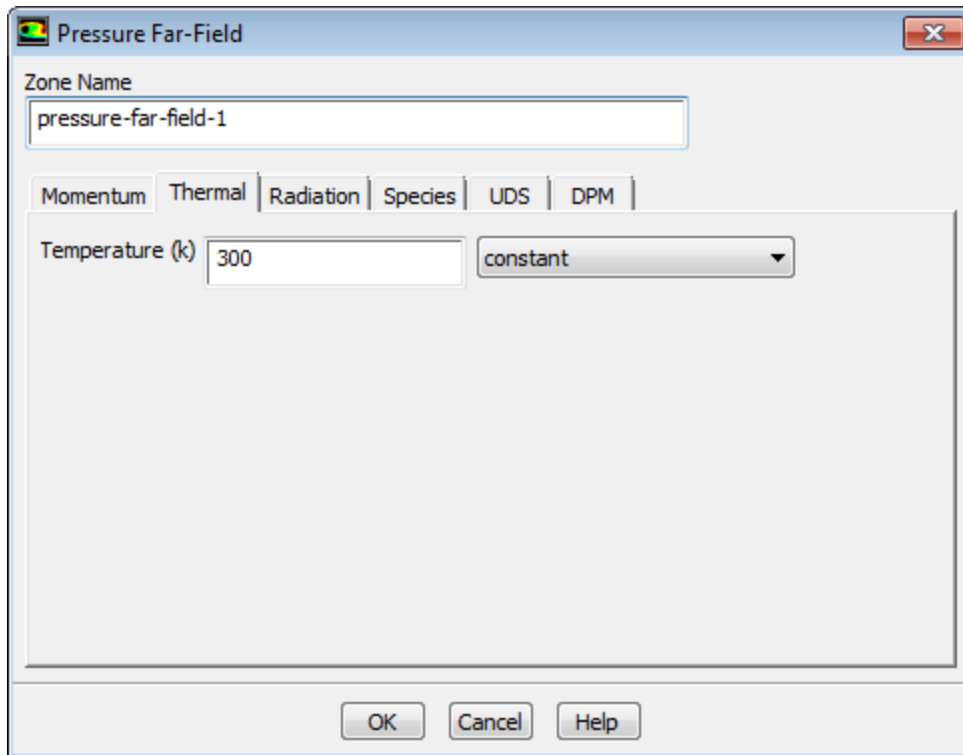 Pressure Far-Field
Zone Name
pressure-far-field-1
Momentum Thermal Radiation Species UDS DPM
Temperature (k) 300 constant
OK Cancel Help